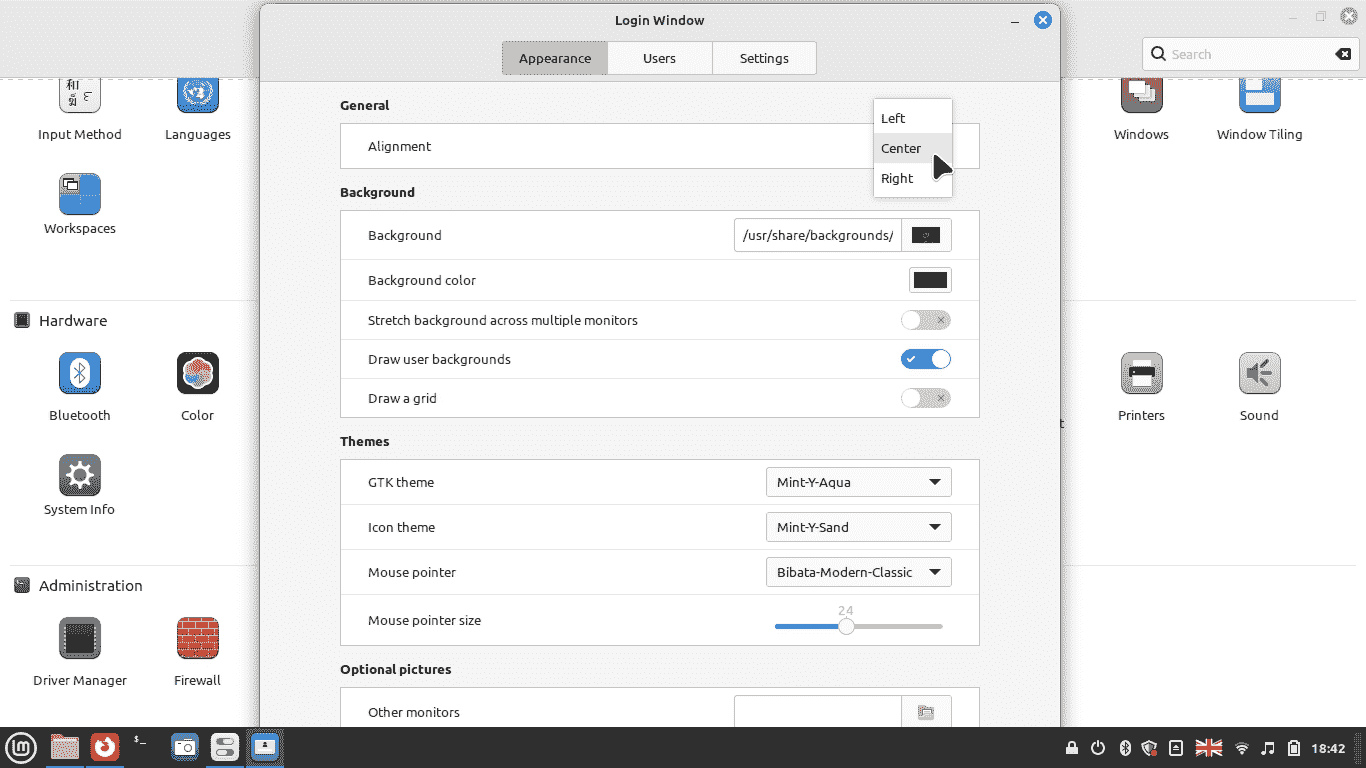 Login Window
Appearance Users Settings
Search
Input Method
Languages
Windows
Window Tiling
Workspaces
General
Alignment
Left
Center
Right
Background
Background
/usr/share/backgrounds/
Background color
Stretch background across multiple monitors
Draw user backgrounds
Draw a grid
Hardware
Bluetooth
Color
Printers
Sound
System Info
Themes
GTK theme
Mint-Y-Aqua
Icon theme
Mint-Y-Sand
Mouse pointer
Bibata-Modern-Classic
Mouse pointer size
24
Administration
Driver Manager
Firewall
Optional pictures
Other monitors
18:42